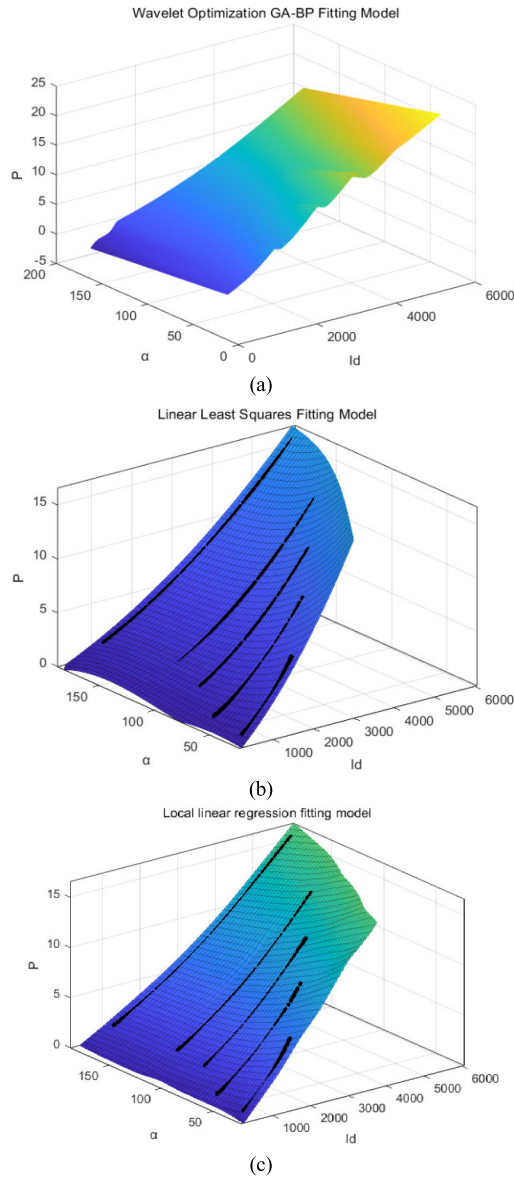 Wavelet Optimization GA-BP Fitting Model
25
20
15
10
5
0
-5
P
200
150
100
50
0
α
0
2000
4000
6000
Id
(a)
Linear Least Squares Fitting Model
15
10
5
0
P
150
100
50
α
1000
2000
3000
4000
5000
6000
Id
(b)
Local linear regression fitting model
15
10
5
0
P
150
100
50
α
1000
2000
3000
4000
5000
6000
Id
(c)